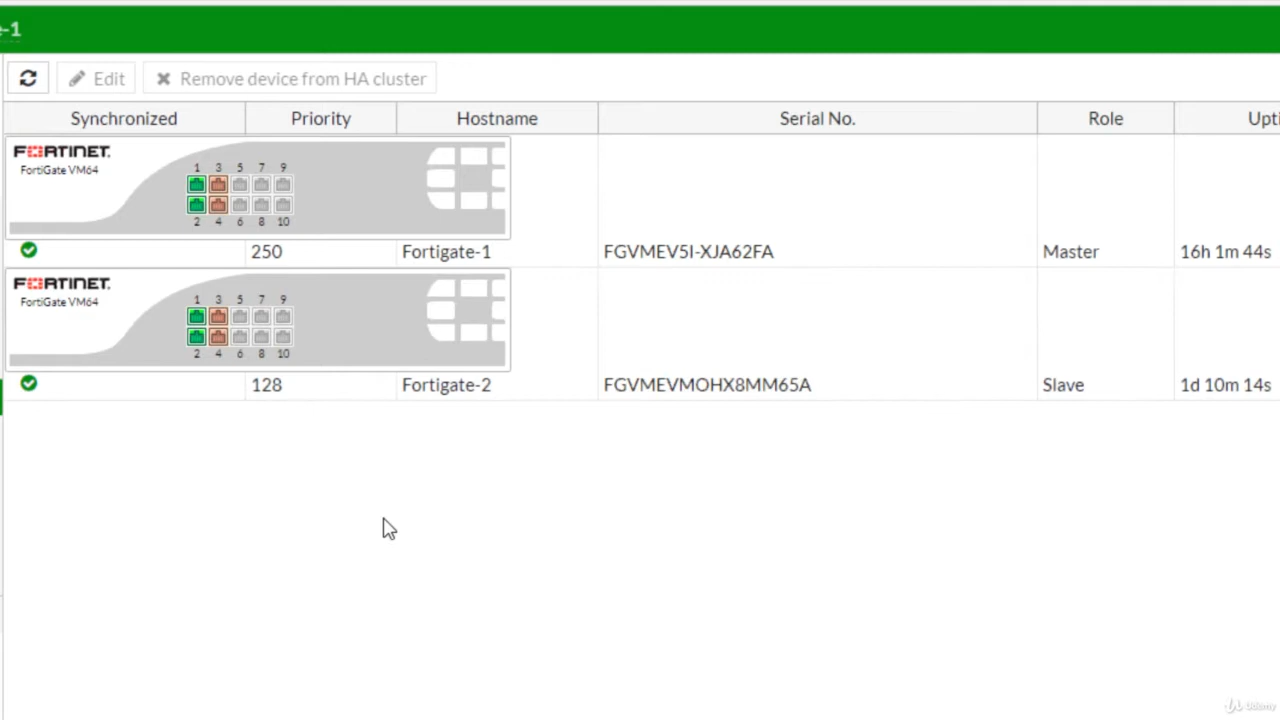 e-1
Edit
Remove device from HA cluster
Synchronized Priority Hostname Serial No. Role Upti
FORTINET.
FortiGate VM64
1 3 5 7 9
2 4 6 8 10
250 Fortigate-1 FGVMEV5I-XJA62FA Master 16h 1m 44s
FORTINET.
FortiGate VM64
1 3 5 7 9
2 4 6 8 10
128 Fortigate-2 FGVMEVMOHX8MM65A Slave 1d 10m 14s
Udemy